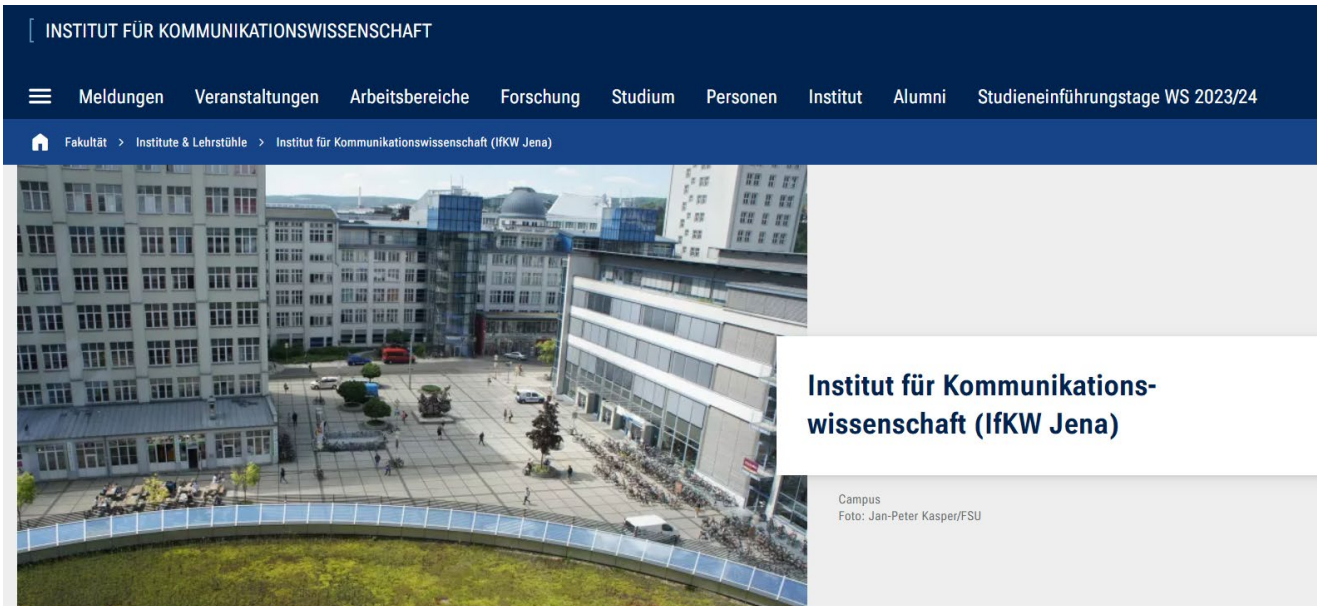 [ INSTITUT FÜR KOMMUNIKATIONSWISSENSCHAFT
Meldungen Veranstaltungen Arbeitsbereiche Forschung Studium Personen Institut Alumni Studieneinführungstage WS 2023/24
Fakultät > Institute & Lehrstühle > Institut für Kommunikationswissenschaft (IfKW Jena)
Institut für Kommunikations-
wissenschaft (IfKW Jena)
Campus
Foto: Jan-Peter Kasper/FSU